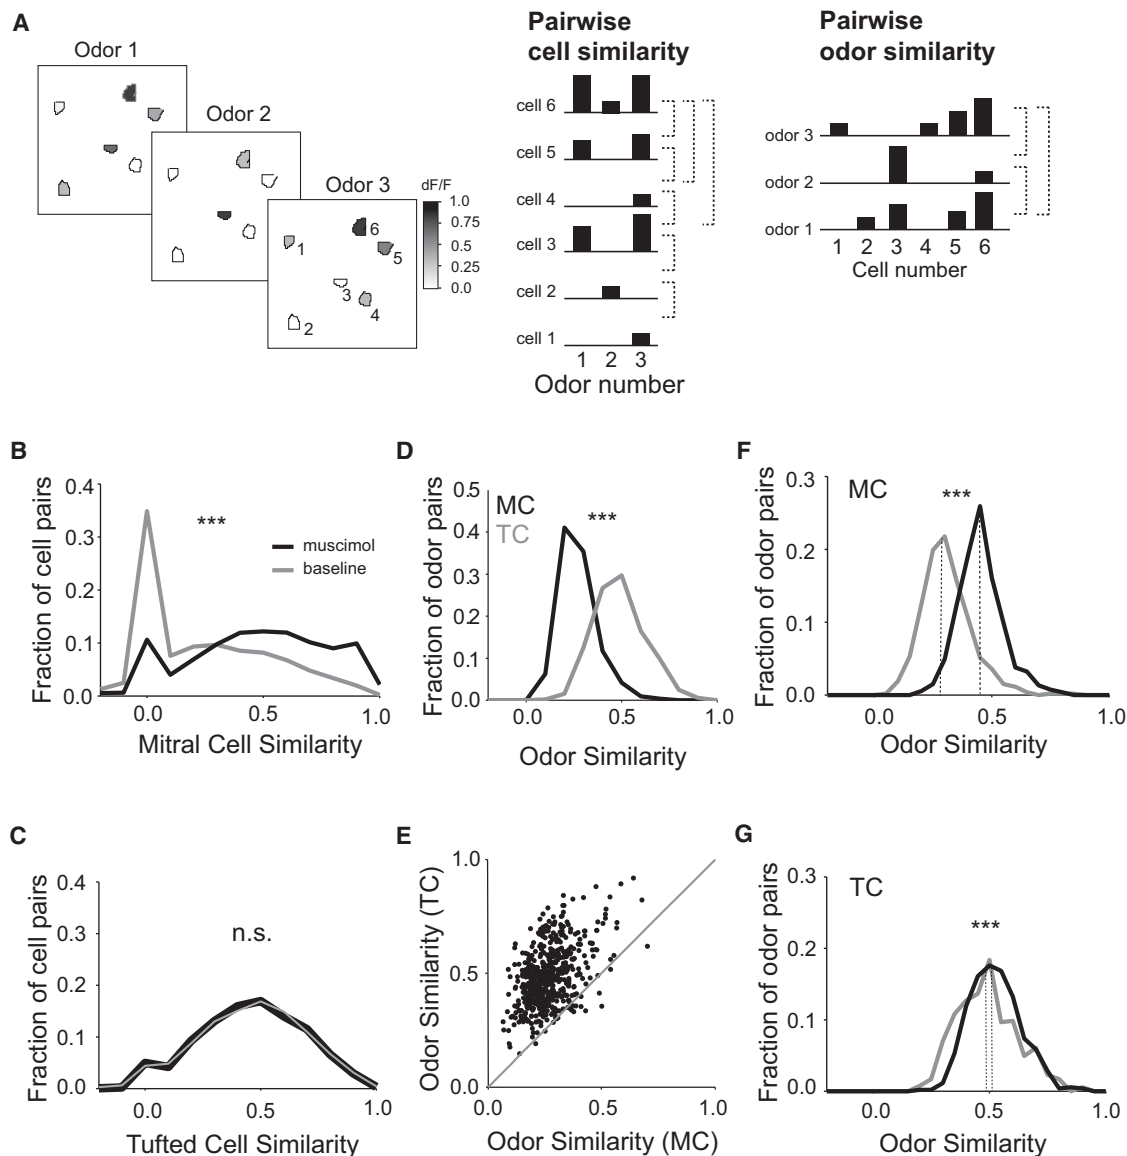 A
Odor 1
Odor 2
Odor 3
dF/F
1.0
0.75
0.5
0.25
0.0
1
2
3
4
5
6
Pairwise
cell similarity
cell 6
cell 5
cell 4
cell 3
cell 2
cell 1
1 2 3
Odor number
Pairwise
odor similarity
odor 3
odor 2
odor 1
1 2 3 4 5 6
Cell number
B
Fraction of cell pairs
0.4
0.3
0.2
0.1
0.0
***
muscimol
baseline
0.0 0.5 1.0
Mitral Cell Similarity
D
Fraction of odor pairs
0.5
0.4
0.3
0.2
0.1
0.0
MC
TC
***
0.0 0.5 1.0
Odor Similarity
F
Fraction of odor pairs
0.3
0.2
0.1
0.0
MC
***
0.0 0.5 1.0
Odor Similarity
C
Fraction of cell pairs
0.4
0.3
0.2
0.1
0.0
n.s.
0.0 0.5 1.0
Tufted Cell Similarity
E
Odor Similarity (TC)
1.0
0.5
0.0
0.0 0.5 1.0
Odor Similarity (MC)
G
Fraction of odor pairs
0.3
0.2
0.1
0.0
TC
***
0.0 0.5 1.0
Odor Similarity